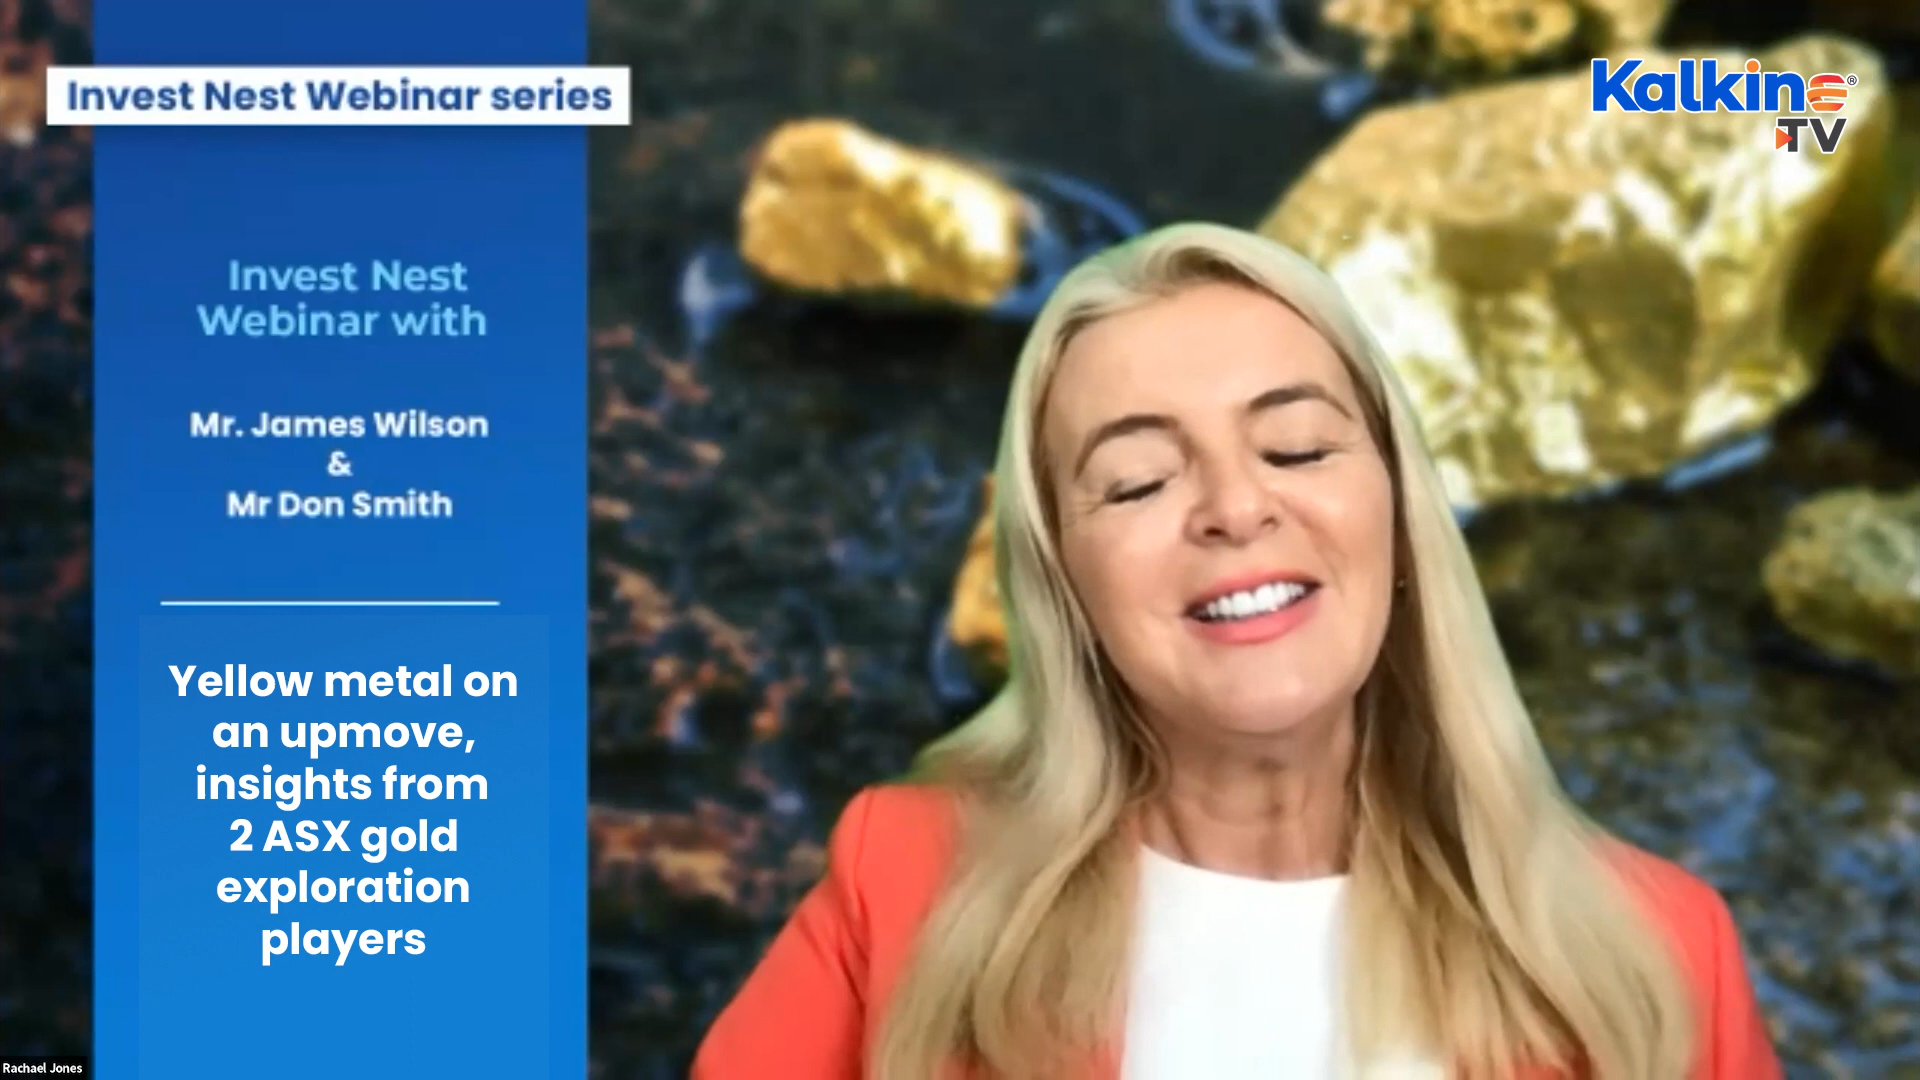 Invest Nest Webinar series
Kalkine®
TV
Invest Nest
Webinar with
Mr. James Wilson
&
Mr Don Smith
Yellow metal on
an upmove,
insights from
2 ASX gold
exploration
players
Rachael Jones